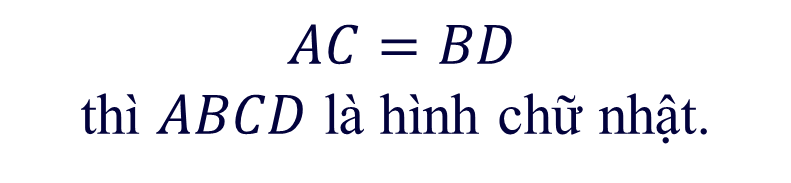 AC = BD
thì ABCD là hình chữ nhật.